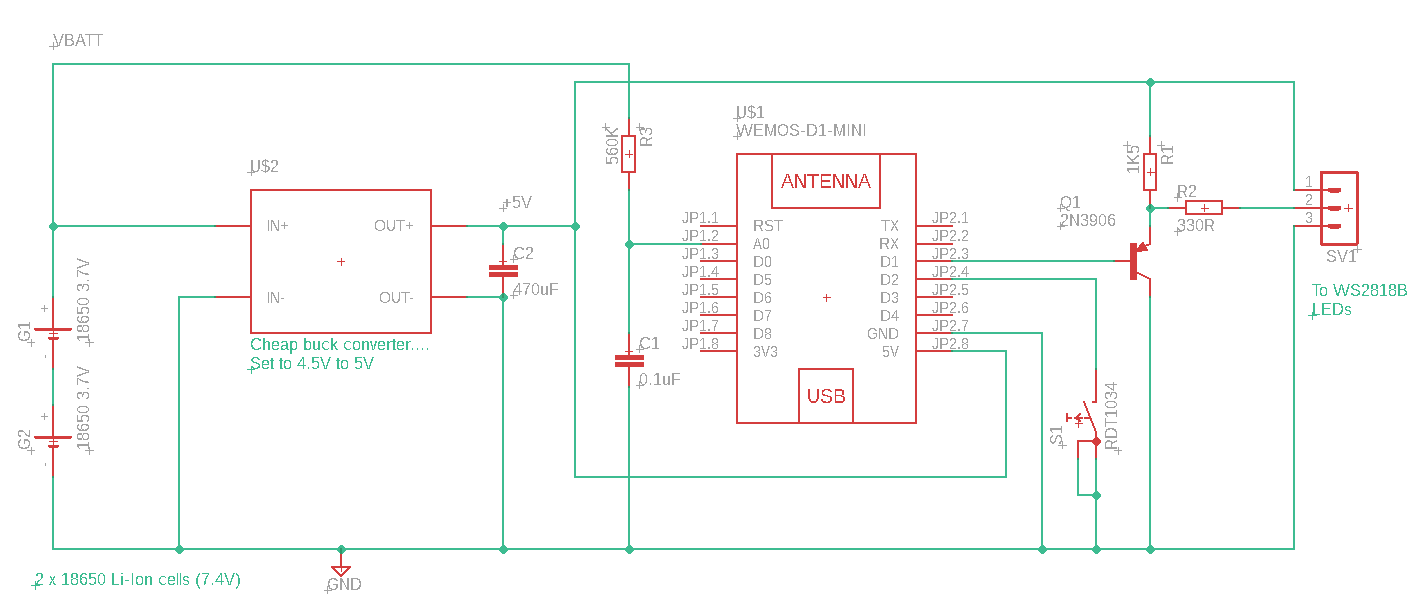 VBATT
U$2
IN+
IN-
OUT+
OUT-
Cheap buck converter....
Set to 4.5V to 5V
G1
18650 3.7V
G2
18650 3.7V
2 x 18650 Li-Ion cells (7.4V)
GND
+5V
C2
470uF
560K
R3
C1
0.1uF
U$1
WEMOS-D1-MINI
ANTENNA
JP1.1 RST TX JP2.1
JP1.2 A0 RX JP2.2
JP1.3 D0 D1 JP2.3
JP1.4 D5 D2 JP2.4
JP1.5 D6 D3 JP2.5
JP1.6 D7 D4 JP2.6
JP1.7 D8 GND JP2.7
JP1.8 3V3 5V JP2.8
USB
Q1
2N3906
1K5
R1
R2
330R
S1
RDT1034
1
2
3
SV1
To WS2818B
LEDs